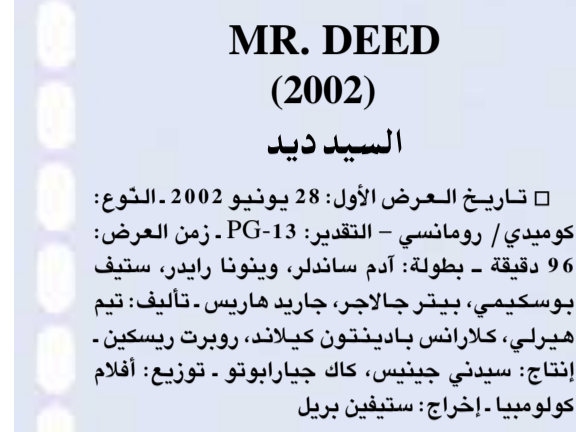 MR. DEED
(2002)
السيد ديد
□ تاريخ العرض الأول: 28 يونيو 2002 ـ النّوع:
كوميدي/ رومانسي – التقدير: PG-13 ـ زمن العرض:
96 دقيقة ـ بطولة: آدم ساندلر، وينونا رايدر، ستيف
بوسكيمي، بيتر جالاجر، جاريد هاريس ـ تأليف: تيم
هيرلي، كلارانس بادينتون كيلاند، روبرت ريسكين ـ
إنتاج: سيدني جينيس، كاك جيارابوتو ـ توزيع: أفلام
كولومبيا ـ إخراج: ستيفين بريل